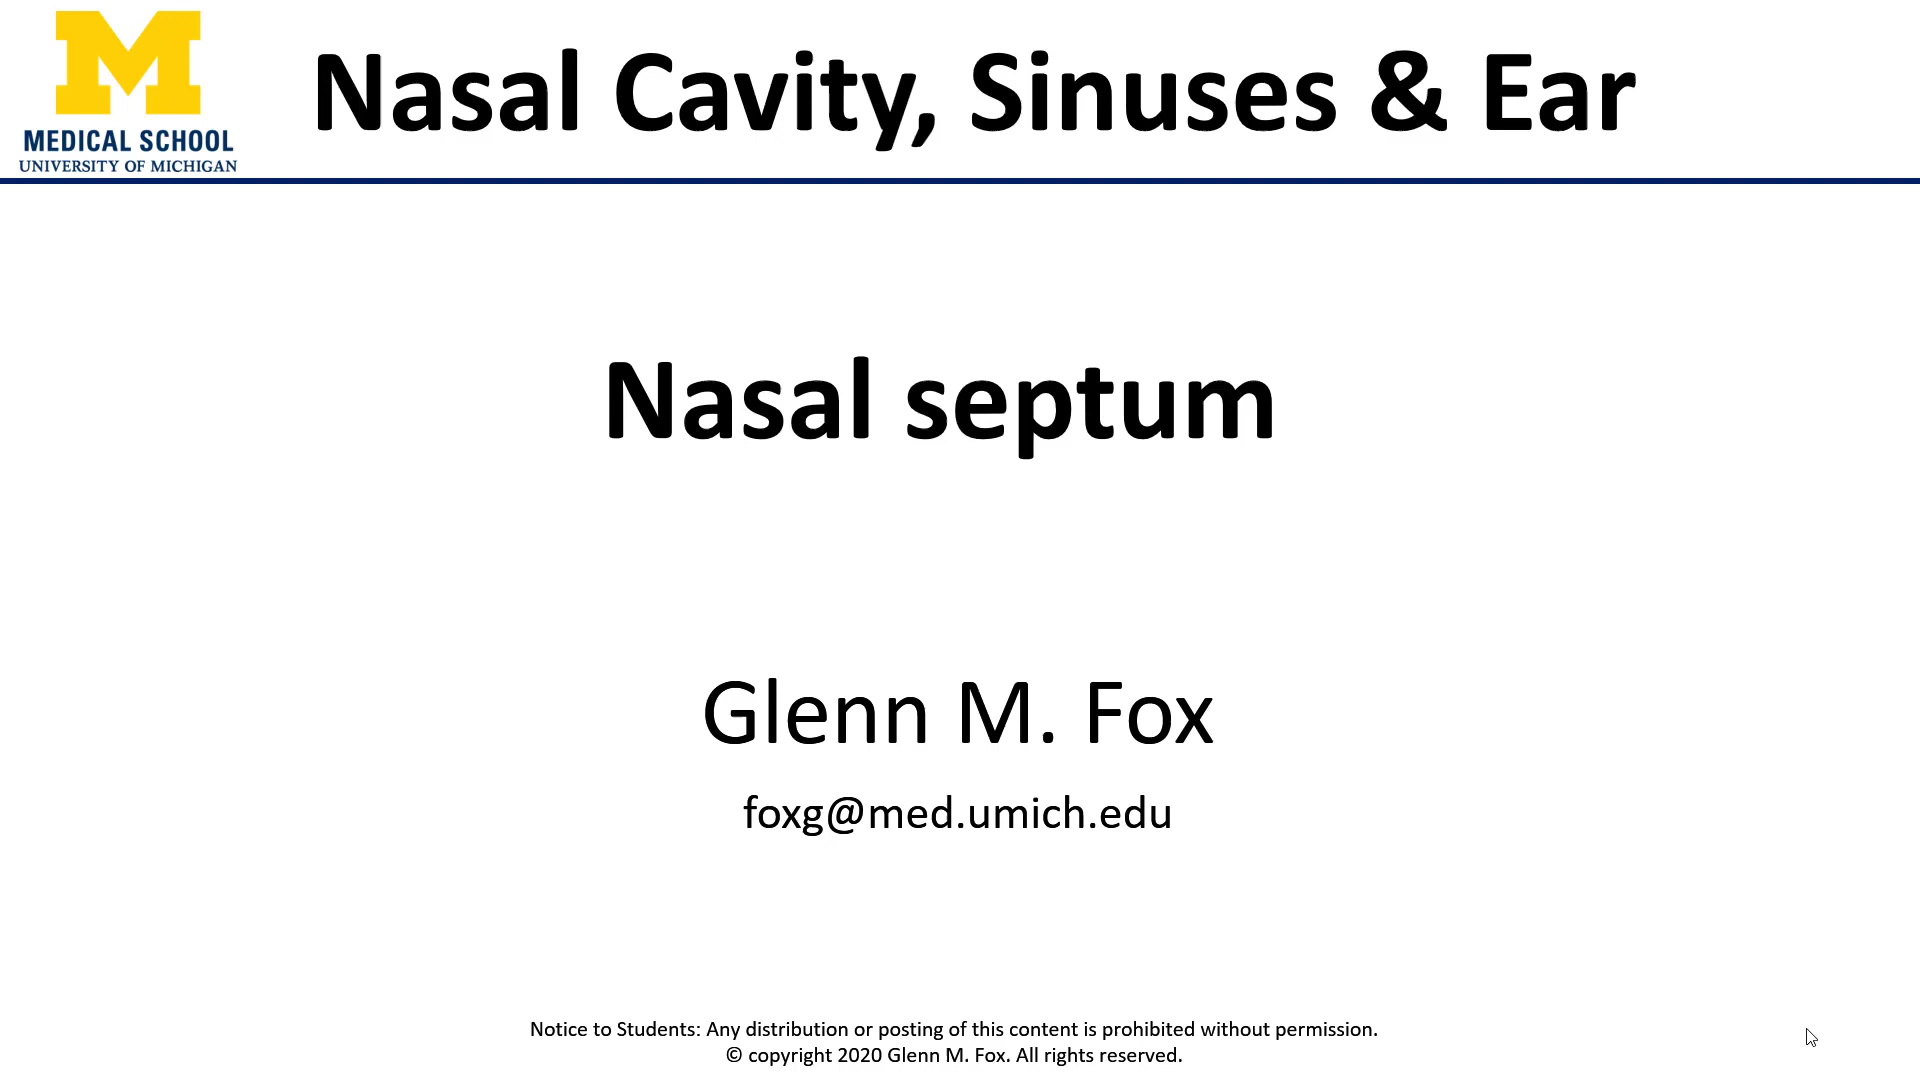 M
MEDICAL SCHOOL
UNIVERSITY OF MICHIGAN
Nasal Cavity, Sinuses & Ear
Nasal septum
Glenn M. Fox
foxg@med.umich.edu
Notice to Students: Any distribution or posting of this content is prohibited without permission.
© copyright 2020 Glenn M. Fox. All rights reserved.